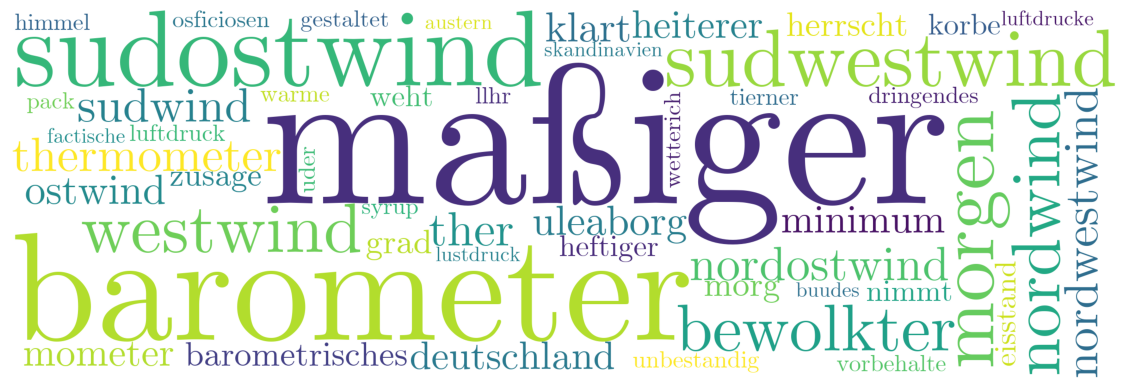 himmel
osficiosen
gestaltet
austern
klart
heiterer
herrscht
korbe
luftdrucke
sudostwind
skandinavien
sudwestwind
pack
sudwind
warme
weht
llhr
maßiger
wetterich
tierner
dringendes
factische
luftdruck
thermometer
uder
ostwind
zusage
morgen
nordwind
nordwestwind
westwind
syrup
grad
ther
lustdruck
uleaborg
heftiger
minimum
barometer
nordostwind
morg
buudes
nimmt
eisstand
bewolkter
mometer
barometrisches
deutschland
unbestandig
vorbehalte